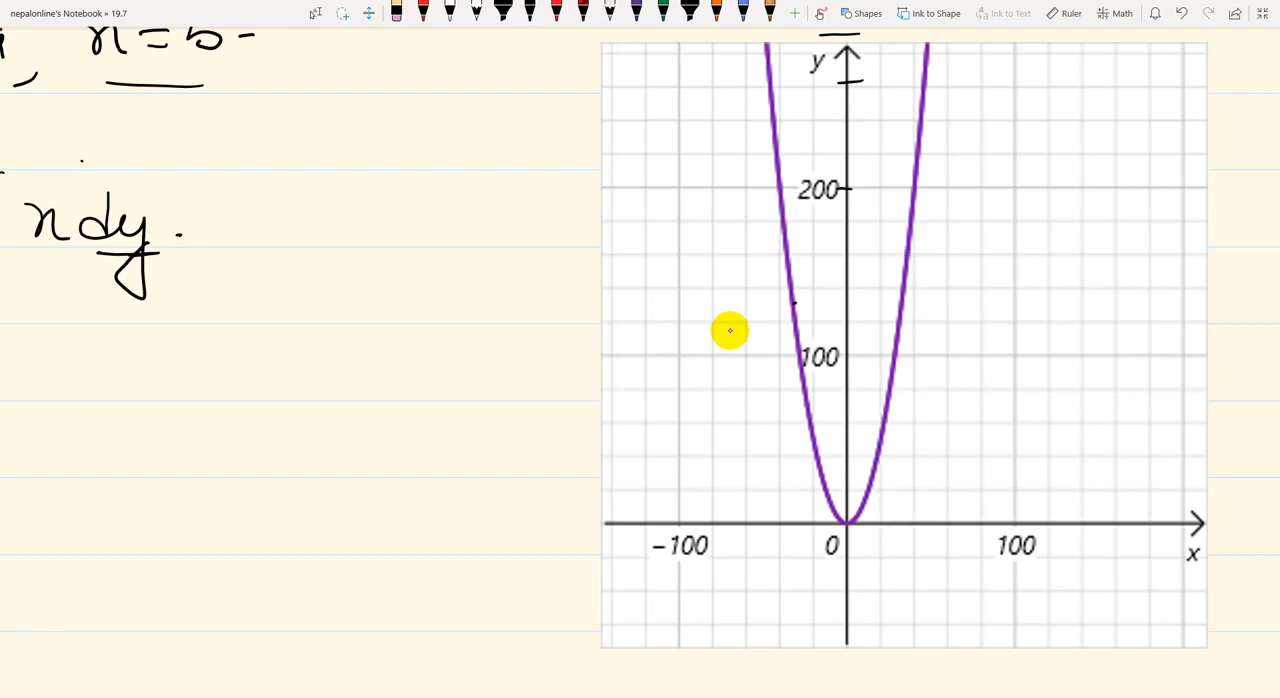 nepalonline's Notebook » 19.7
Shapes Ink to Shape Ink to Text Ruler Math
x = 5
x dy.
y
200
100
-100 0 100
x